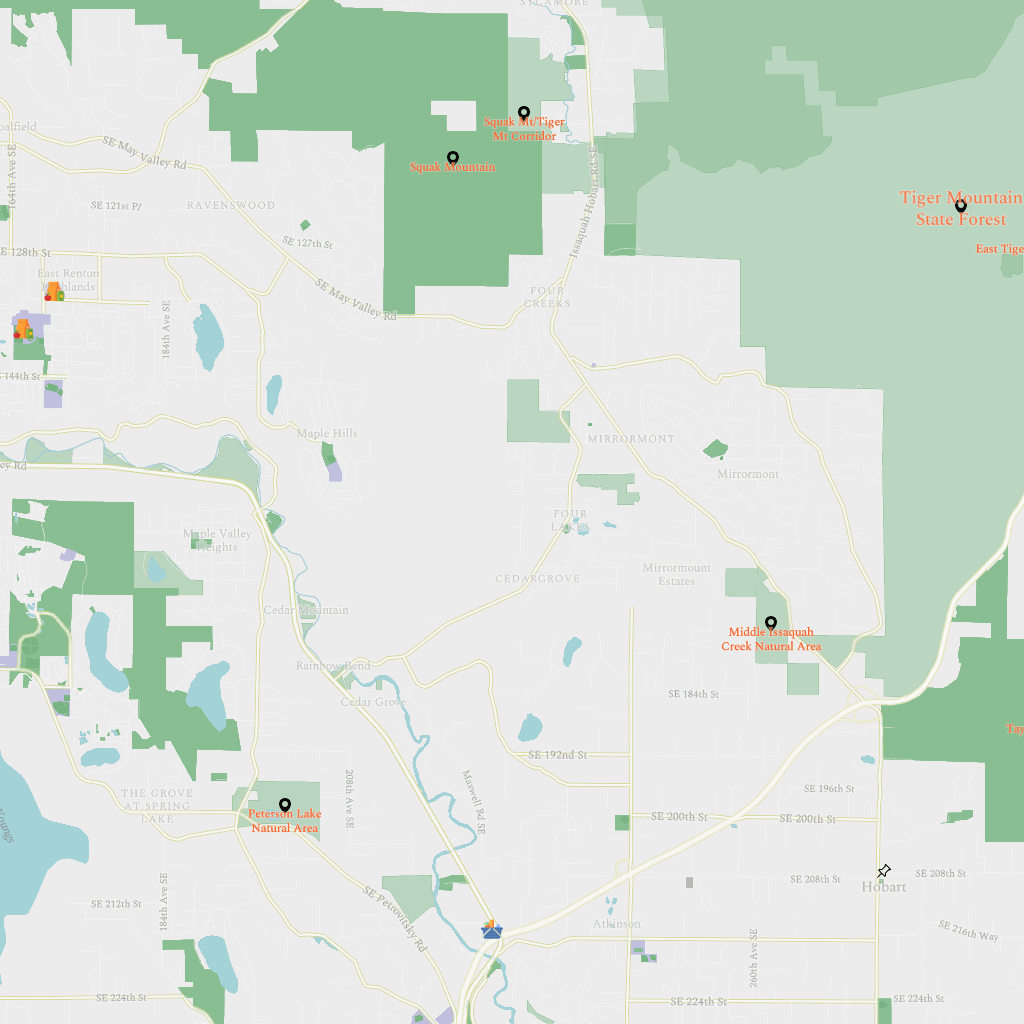 SYCAMORE
Squak Mt/Tiger
Mt Corridor
SE May Valley Rd
Squak Mountain
164th Ave SE
SE 121st P/
RAVENSWOOD
Issaquah Hobart Rd SE
Tiger Mountain
State Forest
SE 127th St
East Tige
E 128th St
East Renton
Highlands
SE May Valley Rd
FOUR
CREEKS
184th Ave SE
SE 144th St
Maple Hills
MIRRORMONT
ey Rd
Mirrormont
FOUR
LAKES
Maple Valley
Heights
CEDARGROVE
Mirrormount
Estates
Cedar Mountain
Middle Issaquah
Creek Natural Area
Rainbow Bend
SE 184th St
Cedar Grove
Tay
SE 192nd St
THE GROVE
AT SPRING
LAKE
208th Ave SE
Maxwell Rd SE
SE 196th St
Youngs
Peterson Lake
Natural Area
SE 200th St
SE 200th St
SE 208th St
SE 208th St
Hobart
184th Ave SE
SE 212th St
SE Petrovitsky Rd
Atkinson
SE 216th Way
260th Ave SE
SE 224th St
SE 224th St
SE 224th St